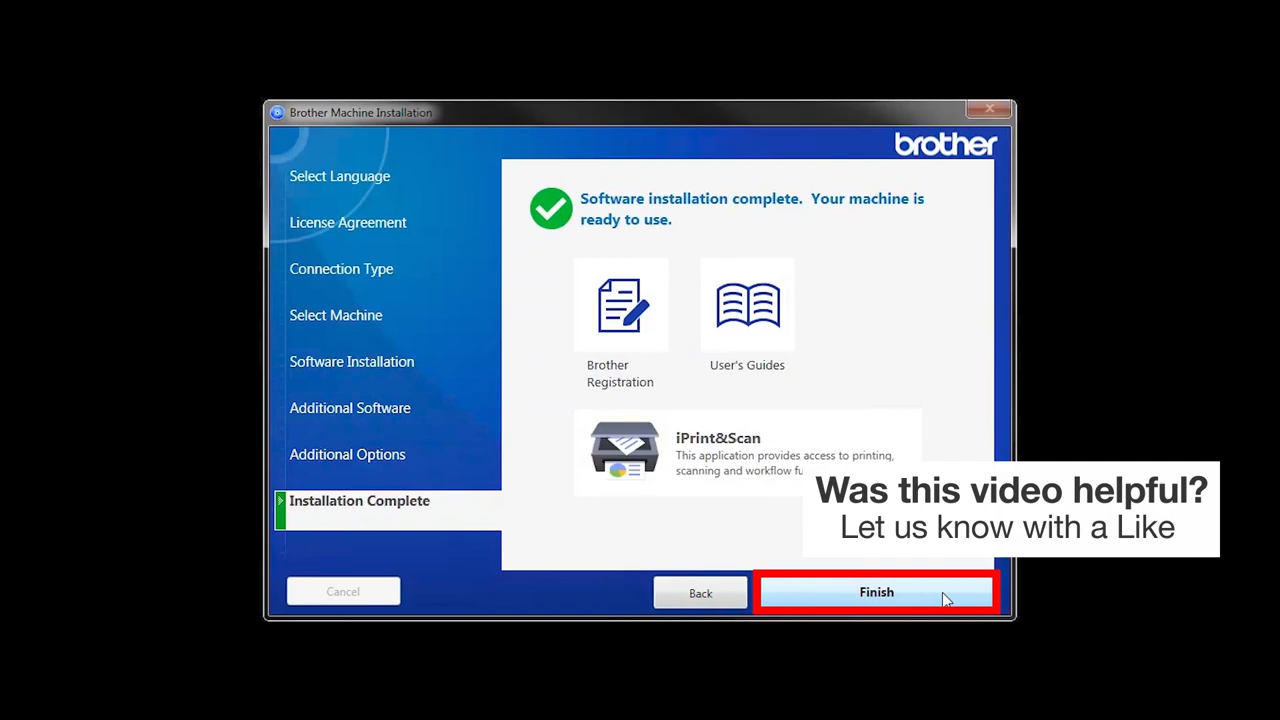 Brother Machine Installation
brother
Select Language
License Agreement
Connection Type
Select Machine
Software Installation
Additional Software
Additional Options
Installation Complete
Software installation complete. Your machine is
ready to use.
Brother
Registration
User's Guides
iPrint&Scan
This application provides access to printing,
scanning and workflow
Was this video helpful?
Let us know with a Like
Cancel
Back
Finish